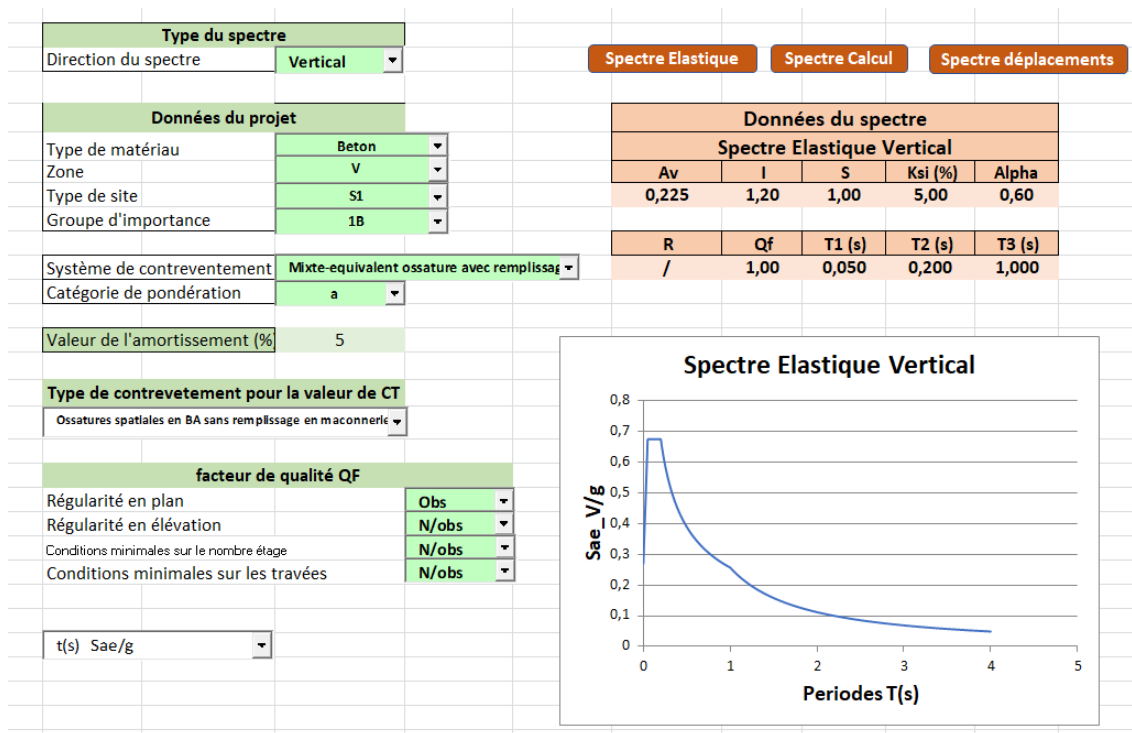 Type du spectre
Direction du spectre Vertical
Spectre Elastique Spectre Calcul Spectre déplacements
Données du projet
Type de matériau Beton
Zone V
Type de site S1
Groupe d'importance 1B
Système de contreventement Mixte-equivalent ossature avec remplissag
Catégorie de pondération a
Valeur de l'amortissement (%) 5
Type de contrevetement pour la valeur de CT
Ossatures spatiales en BA sans remplissage en maconnerie
facteur de qualité QF
Régularité en plan Obs
Régularité en élévation N/obs
Conditions minimales sur le nombre étage N/obs
Conditions minimales sur les travées N/obs
t(s) Sae/g
Données du spectre
Spectre Elastique Vertical
Av I S Ksi (%) Alpha
0,225 1,20 1,00 5,00 0,60
R Qf T1 (s) T2 (s) T3 (s)
/ 1,00 0,050 0,200 1,000
Spectre Elastique Vertical
Sae_V/g
0,8
0,7
0,6
0,5
0,4
0,3
0,2
0,1
0
0 1 2 3 4 5
Periodes T(s)